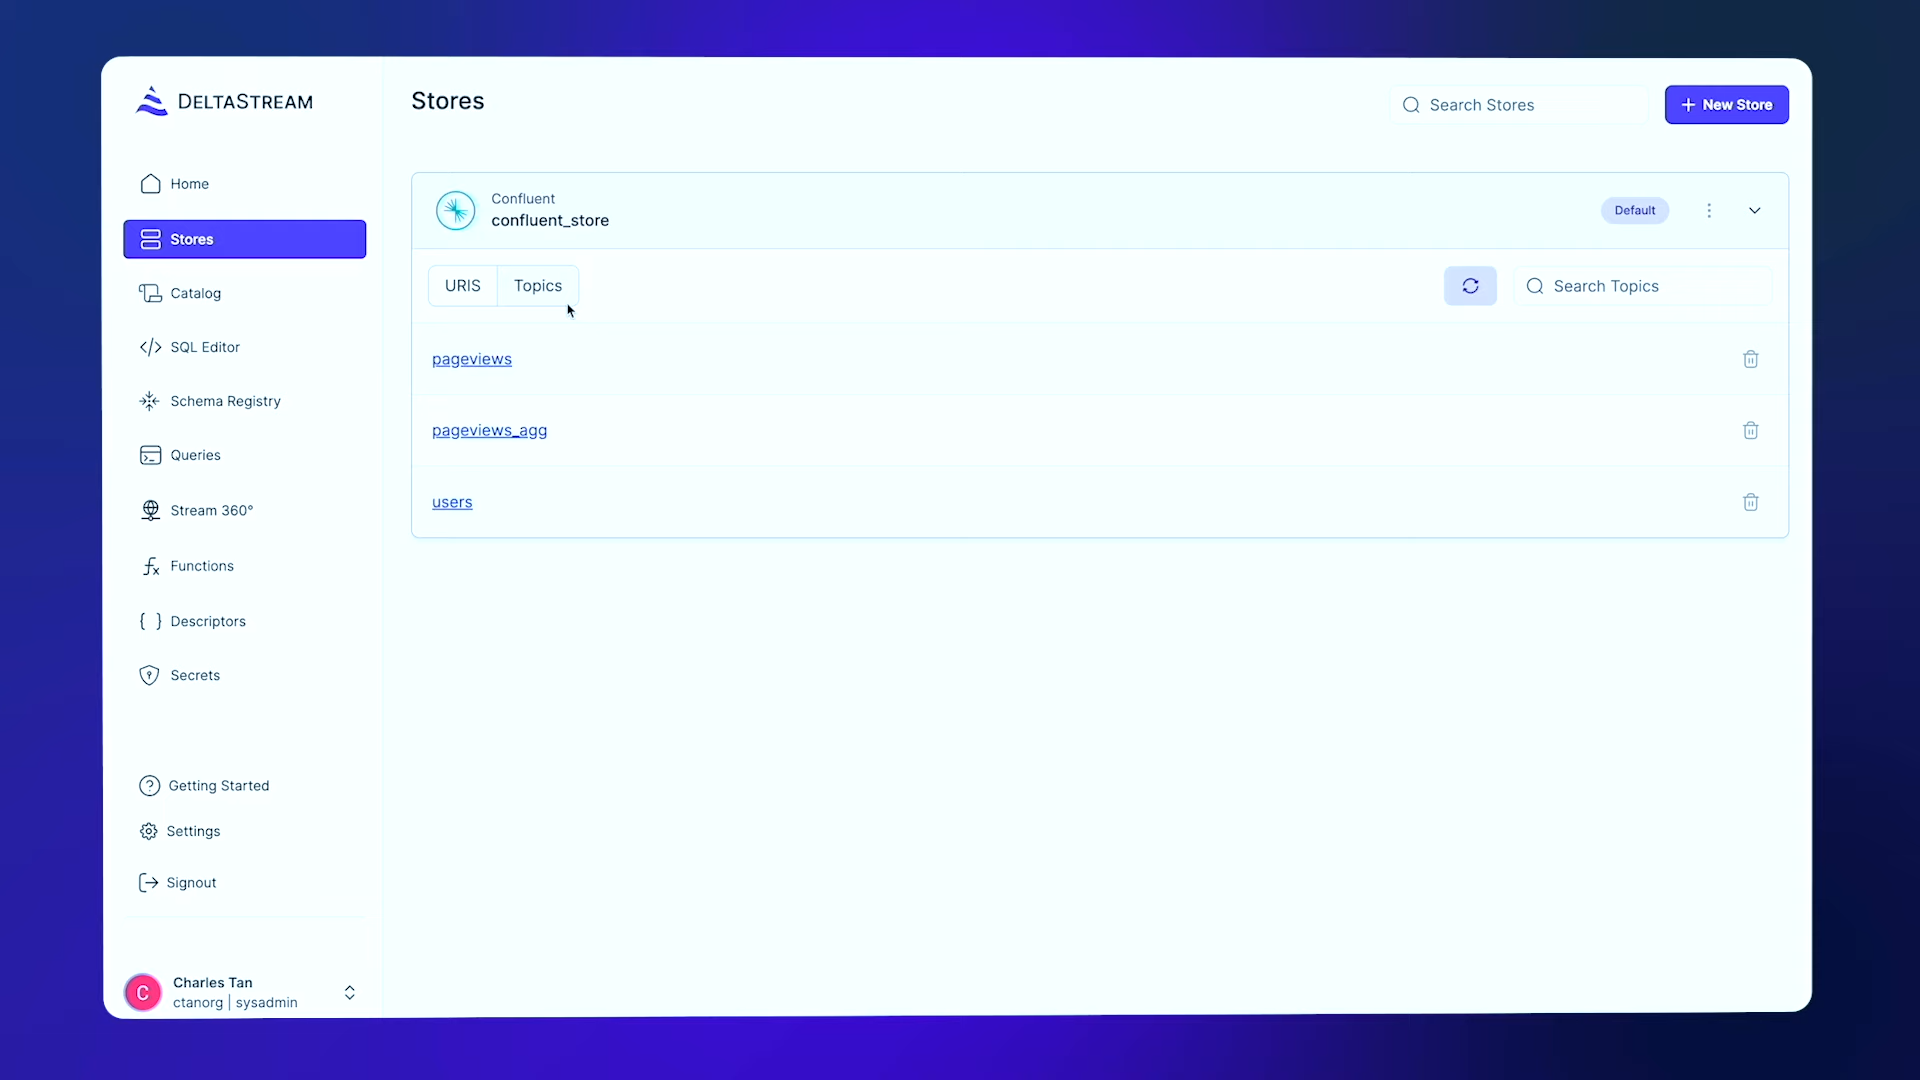 DELTASTREAM
Home
Stores
Catalog
SQL Editor
Schema Registry
Queries
Stream 360°
Functions
Descriptors
Secrets
Getting Started
Settings
Signout
C
Charles Tan
ctanorg | sysadmin
Stores
Search Stores
+ New Store
Confluent
confluent_store
Default
URIS
Topics
Search Topics
pageviews
pageviews_agg
users